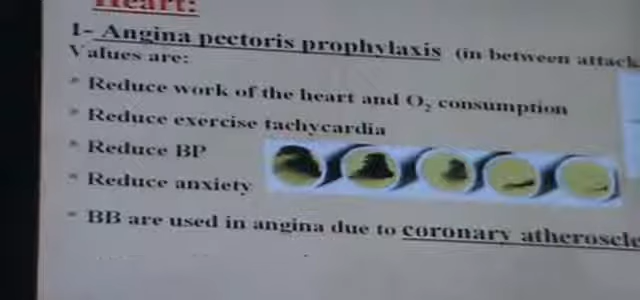 Heart:
1- Angina pectoris prophylaxis (in between attack
Values are:
* Reduce work of the heart and O₂ consumption
* Reduce exercise tachycardia
* Reduce BP
* Reduce anxiety
* BB are used in angina due to coronary atheroscle